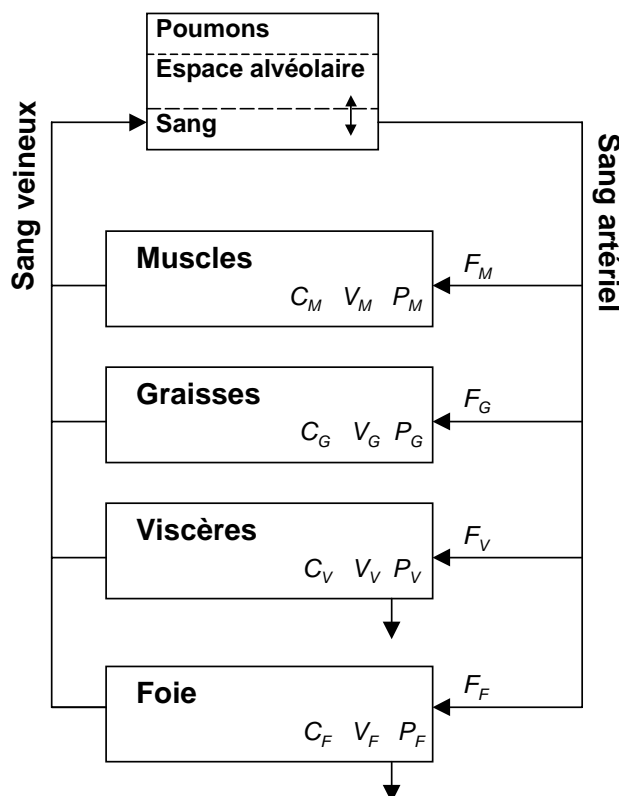 Poumons
Espace alvéolaire
Sang
Sang veineux
Sang artériel
Muscles
F_M
C_M V_M P_M
Graisses
F_G
C_G V_G P_G
Viscères
F_V
C_V V_V P_V
Foie
F_F
C_F V_F P_F